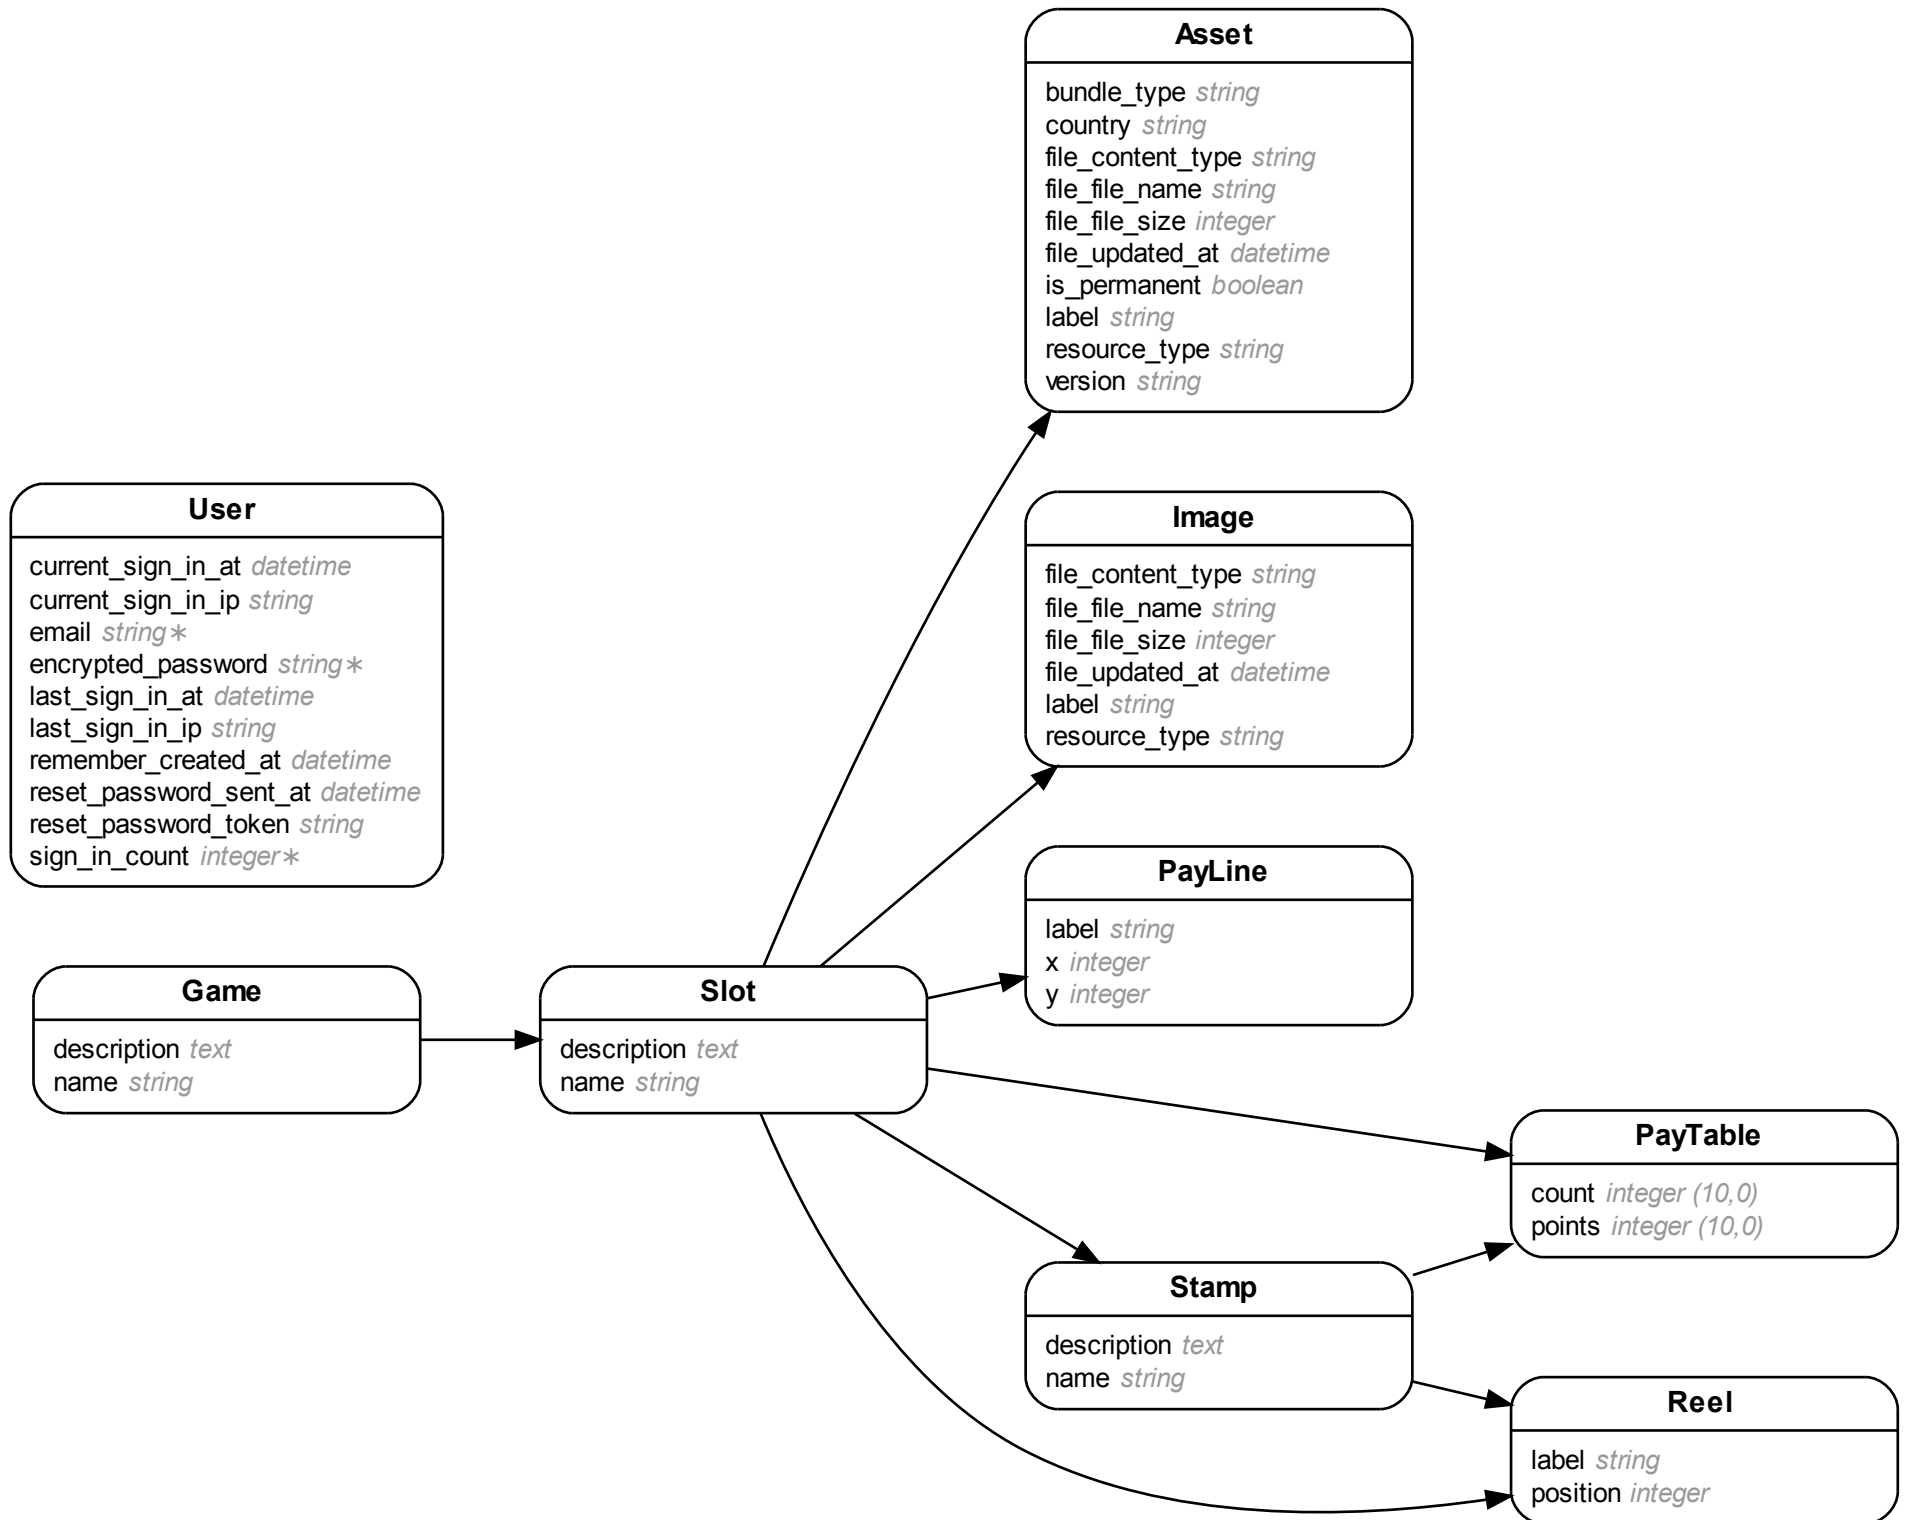 Asset
bundle_type string
country string
file_content_type string
file_file_name string
file_file_size integer
file_updated_at datetime
is_permanent boolean
label string
resource_type string
version string
User
current_sign_in_at datetime
current_sign_in_ip string
email string*
encrypted_password string*
last_sign_in_at datetime
last_sign_in_ip string
remember_created_at datetime
reset_password_sent_at datetime
reset_password_token string
sign_in_count integer*
Image
file_content_type string
file_file_name string
file_file_size integer
file_updated_at datetime
label string
resource_type string
PayLine
label string
x integer
y integer
Game
description text
name string
Slot
description text
name string
PayTable
count integer (10,0)
points integer (10,0)
Stamp
description text
name string
Reel
label string
position integer